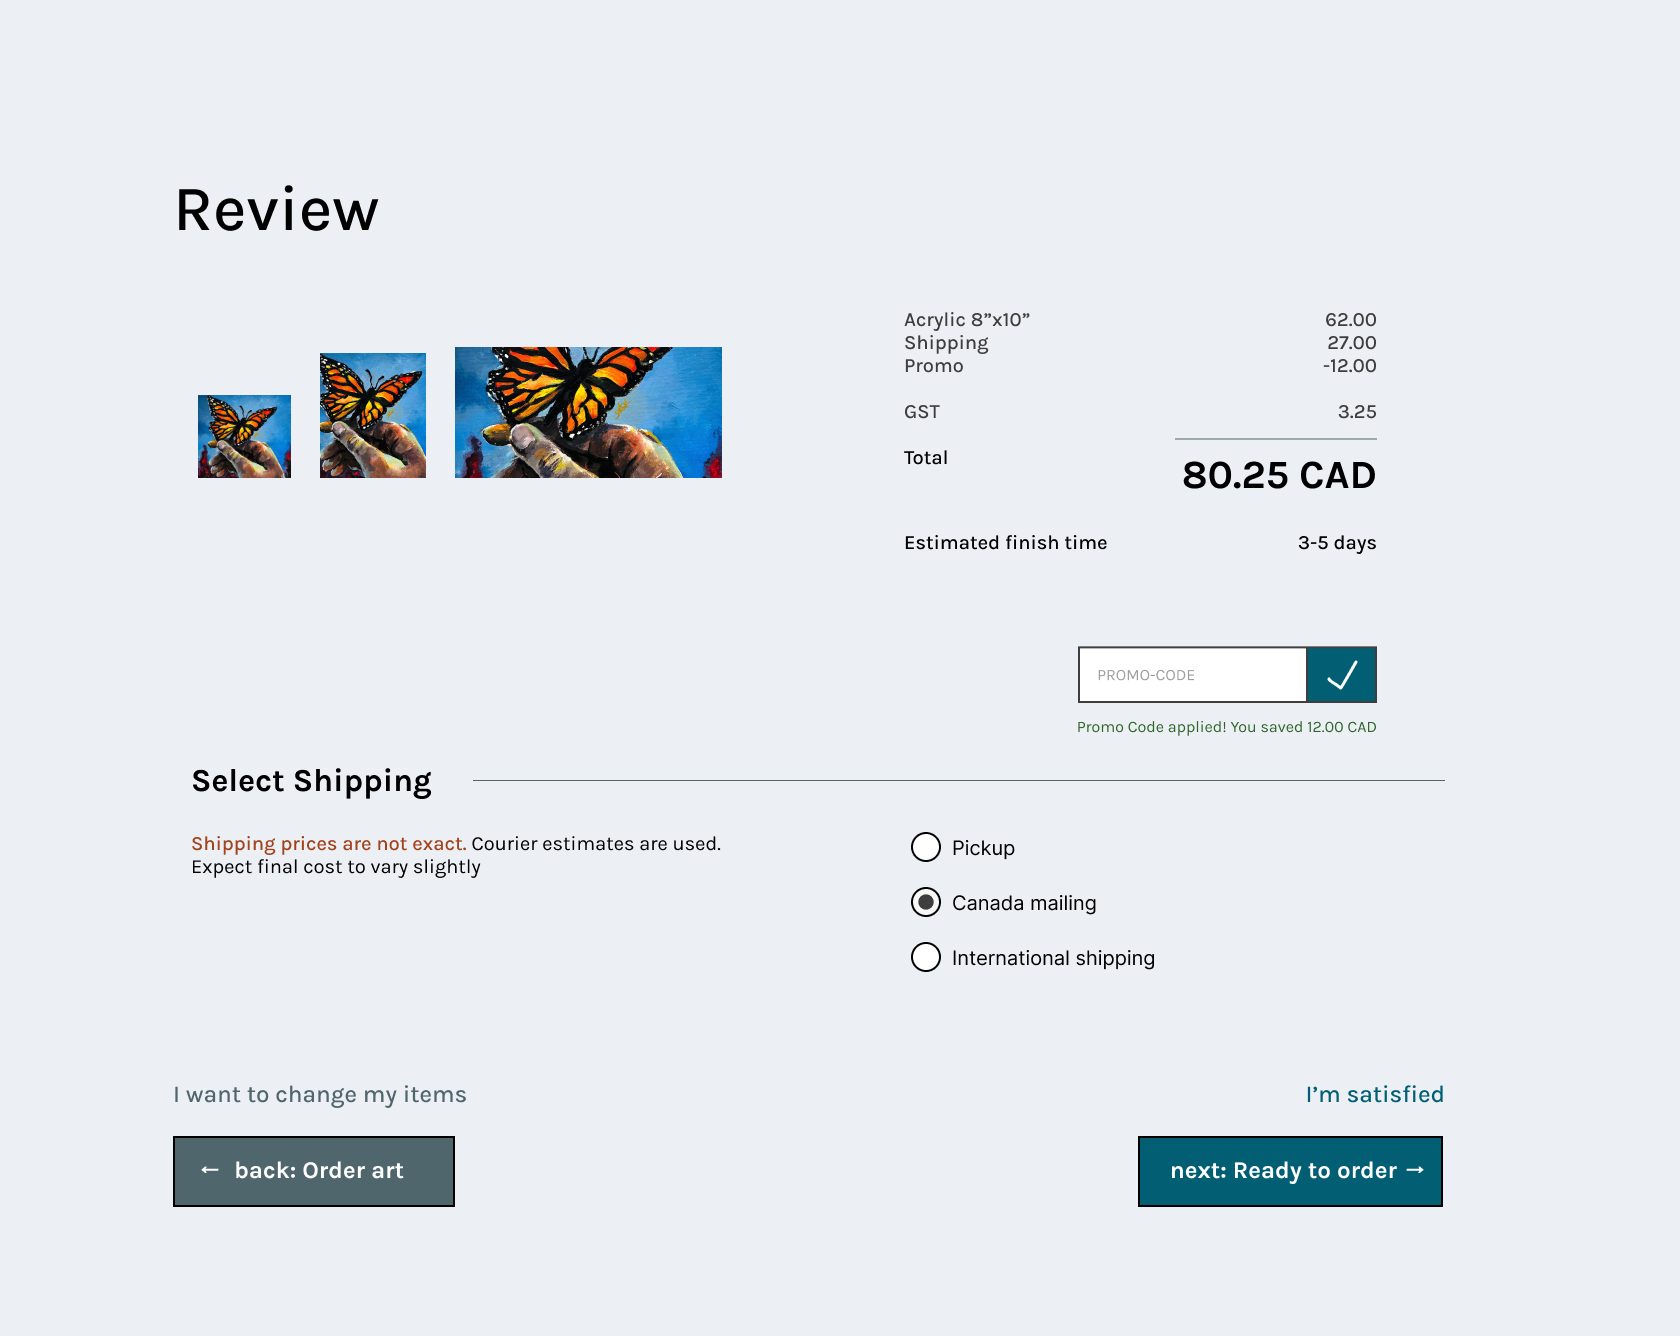 Review
Acrylic 8”x10” 62.00
Shipping 27.00
Promo -12.00
GST 3.25
Total 80.25 CAD
Estimated finish time 3-5 days
PROMO-CODE
Promo Code applied! You saved 12.00 CAD
Select Shipping
Shipping prices are not exact. Courier estimates are used.
Expect final cost to vary slightly
Pickup
Canada mailing
International shipping
I want to change my items
I’m satisfied
← back: Order art
next: Ready to order →